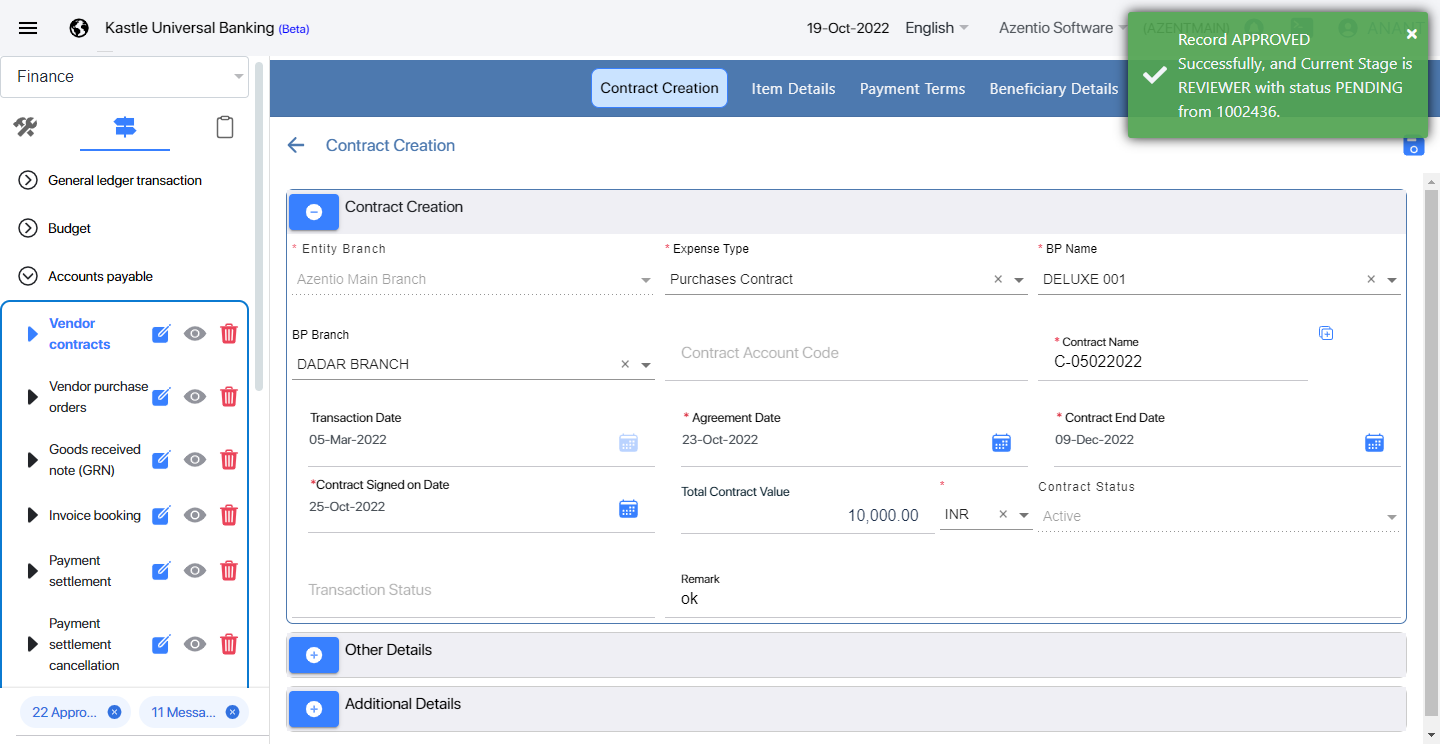 Kastle Universal Banking (Beta)
19-Oct-2022
English
Azentio Software
Record APPROVED
Successfully, and Current Stage is
REVIEWER with status PENDING
from 1002436.
Finance
Contract Creation
Item Details
Payment Terms
Beneficiary Details
Contract Creation
General ledger transaction
Budget
Accounts payable
Vendor
contracts
Vendor purchase
orders
Goods received
note (GRN)
Invoice booking
Payment
settlement
Payment
settlement
cancellation
22 Appro...
11 Messa...
Contract Creation
* Entity Branch
Azentio Main Branch
* Expense Type
Purchases Contract
* BP Name
DELUXE 001
BP Branch
DADAR BRANCH
Contract Account Code
* Contract Name
C-05022022
Transaction Date
05-Mar-2022
* Agreement Date
23-Oct-2022
* Contract End Date
09-Dec-2022
*Contract Signed on Date
25-Oct-2022
Total Contract Value
10,000.00
*
INR
Contract Status
Active
Transaction Status
Remark
ok
Other Details
Additional Details